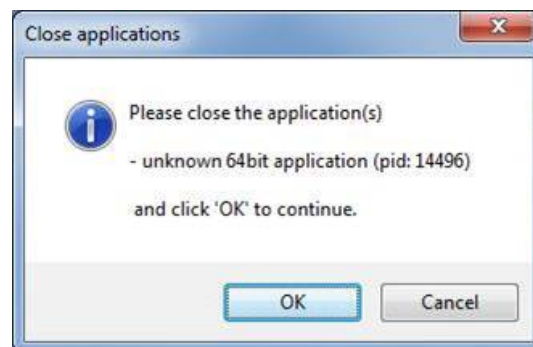 Close applications
Please close the application(s)
- unknown 64bit application (pid: 14496)
and click 'OK' to continue.
OK
Cancel